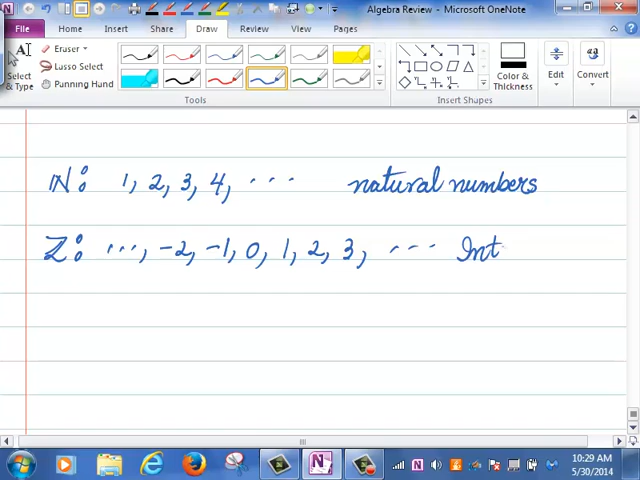 Algebra Review - Microsoft OneNote
File Home Insert Share Draw Review View Pages
Select & Type
Eraser
Lasso Select
Panning Hand
Color & Thickness
Edit
Convert
Tools
Insert Shapes
N: 1, 2, 3, 4, ... natural numbers
Z: ..., -2, -1, 0, 1, 2, 3, ... Int
10:29 AM
5/30/2014